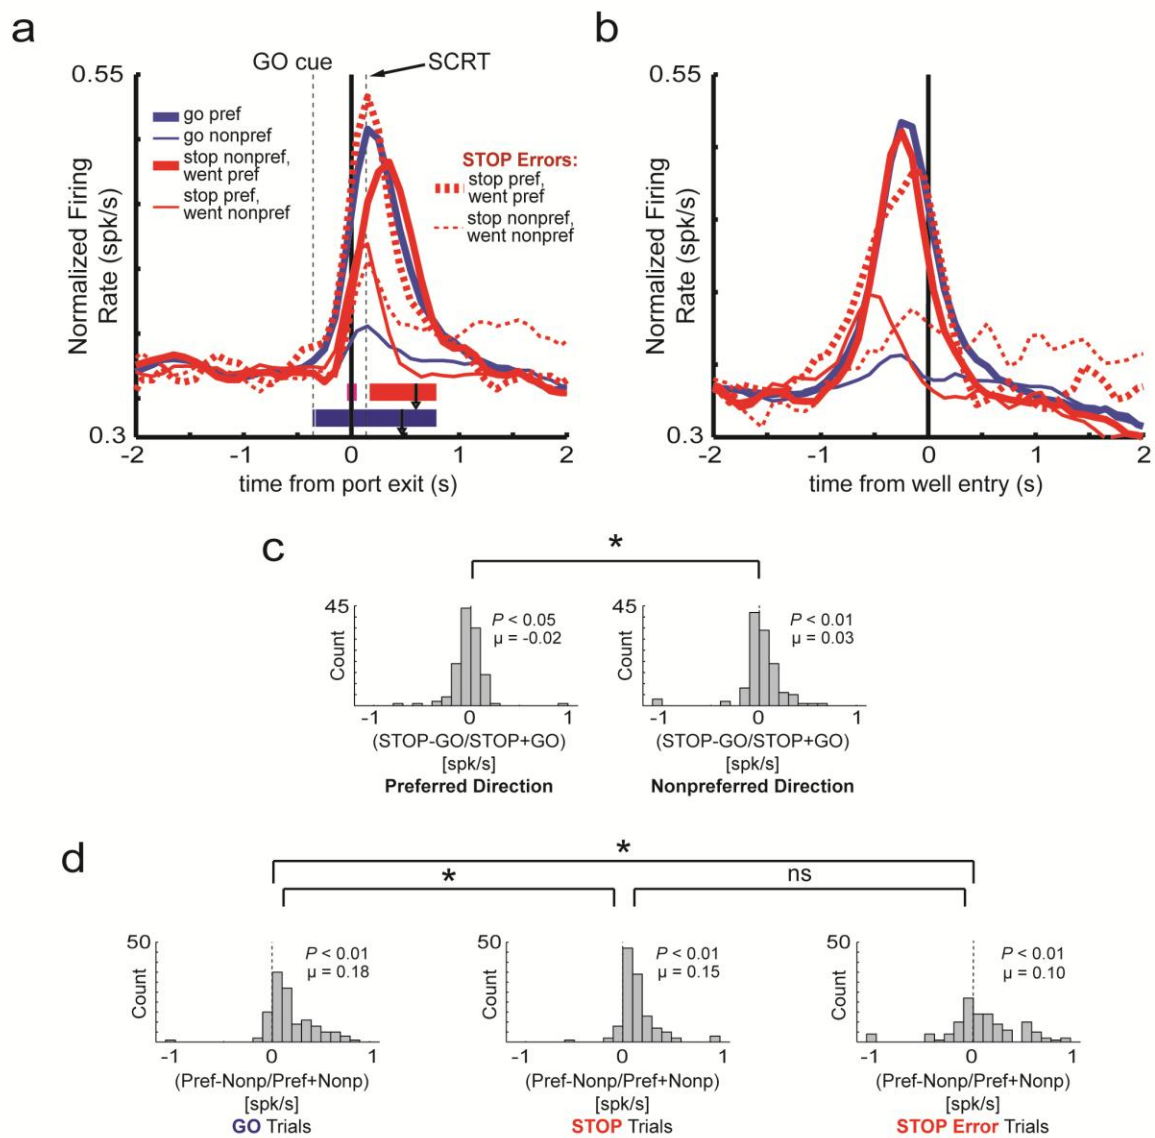 a
b
GO cue
SCRT
0.55
0.55
go pref
go nonpref
stop nonpref,
went pref
stop pref,
went nonpref
STOP Errors:
stop pref,
went pref
stop nonpref,
went nonpref
Normalized Firing
Rate (spk/s)
Normalized Firing
Rate (spk/s)
0.3
0.3
-2
-1
0
1
2
-2
-1
0
1
2
time from port exit (s)
time from well entry (s)
c
*
45
Count
P < 0.05
μ = -0.02
45
Count
P < 0.01
μ = 0.03
-1
0
1
-1
0
1
(STOP-GO/STOP+GO)
[spk/s]
Preferred Direction
(STOP-GO/STOP+GO)
[spk/s]
Nonpreferred Direction
d
*
*
ns
50
Count
P < 0.01
μ = 0.18
50
Count
P < 0.01
μ = 0.15
50
Count
P < 0.01
μ = 0.10
-1
0
1
-1
0
1
-1
0
1
(Pref-Nonp/Pref+Nonp)
[spk/s]
GO Trials
(Pref-Nonp/Pref+Nonp)
[spk/s]
STOP Trials
(Pref-Nonp/Pref+Nonp)
[spk/s]
STOP Error Trials